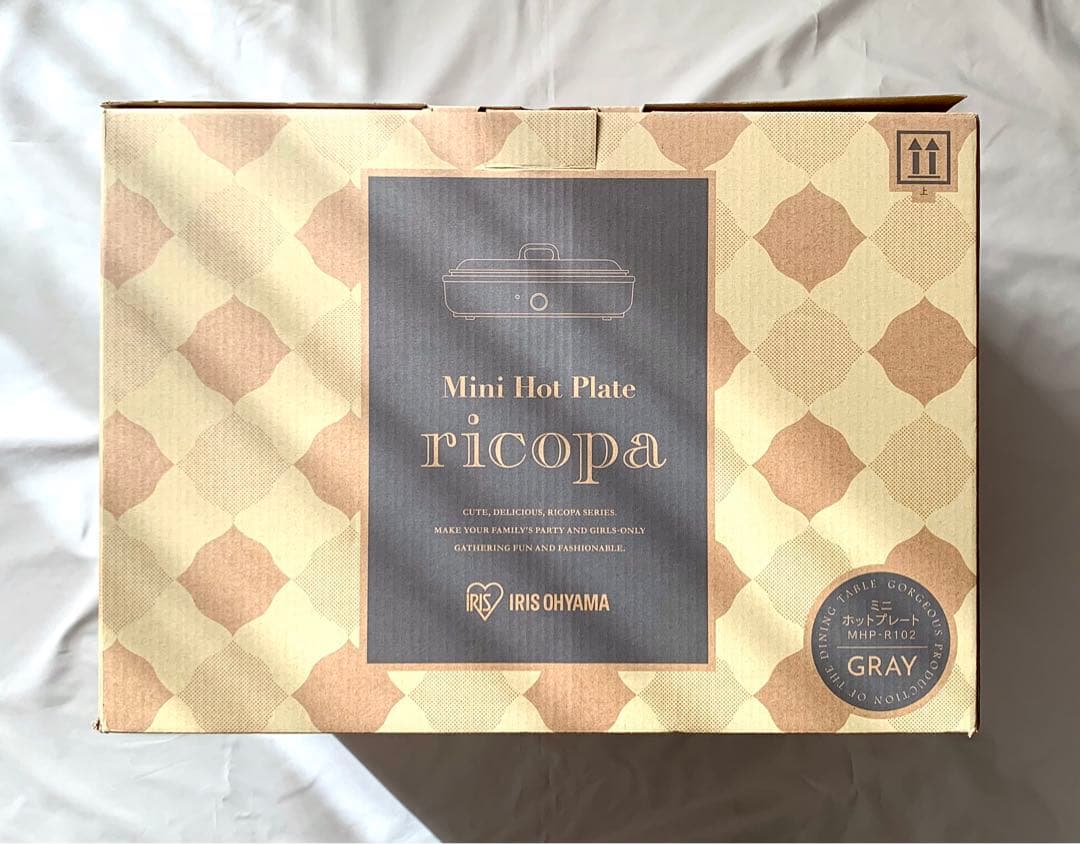 上
Mini Hot Plate
ricopa
CUTE, DELICIOUS, RICOPA SERIES.
MAKE YOUR FAMILY'S PARTY AND GIRLS-ONLY
GATHERING FUN AND FASHIONABLE.
IRIS IRIS OHYAMA
GORGEOUS PRODUCTION OF THE DINING TABLE
ミニ
ホットプレート
MHP-R102
GRAY